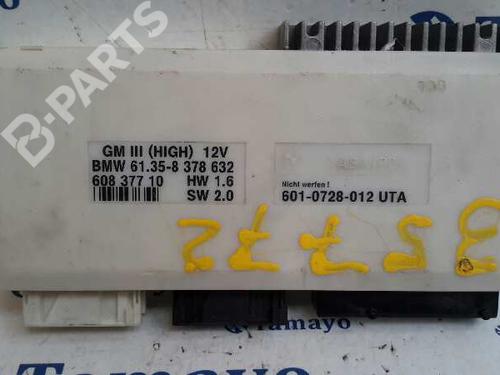 B-PARTS
GM III (HIGH) 12V
BMW 61.35-8 378 632
608 377 10 HW 1.6
SW 2.0
Nicht werfen!
601-0728-012 UTA
B5772
Tamayo